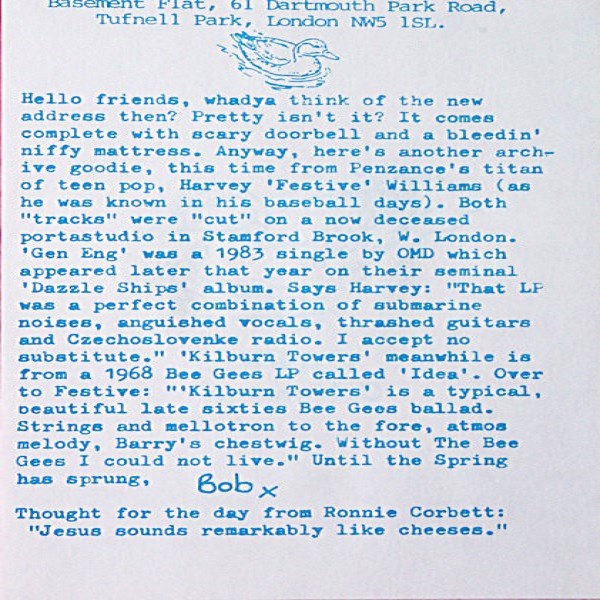 Basement Flat, 61 Dartmouth Park Road,
Tufnell Park, London NW5 1SL.
Hello friends, whadya think of the new
address then? Pretty isn't it? It comes
complete with scary doorbell and a bleedin'
niffy mattress. Anyway, here's another arch-
ive goodie, this time from Penzance's titan
of teen pop, Harvey 'Festive' Williams (as
he was known in his baseball days). Both
"tracks" were "cut" on a now deceased
portastudio in Stamford Brook, W. London.
'Gen Eng' was a 1983 single by OMD which
appeared later that year on their seminal
'Dazzle Ships' album. Says Harvey: "That LP
was a perfect combination of submarine
noises, anguished vocals, thrashed guitars
and Czechoslovenke radio. I accept no
substitute." 'Kilburn Towers' meanwhile is
from a 1968 Bee Gees LP called 'Idea'. Over
to Festive: "'Kilburn Towers' is a typical,
beautiful late sixties Bee Gees ballad.
Strings and mellotron to the fore, atmos
melody, Barry's chestwig. Without The Bee
Gees I could not live." Until the Spring
has sprung, Bob x
Thought for the day from Ronnie Corbett:
"Jesus sounds remarkably like cheeses."